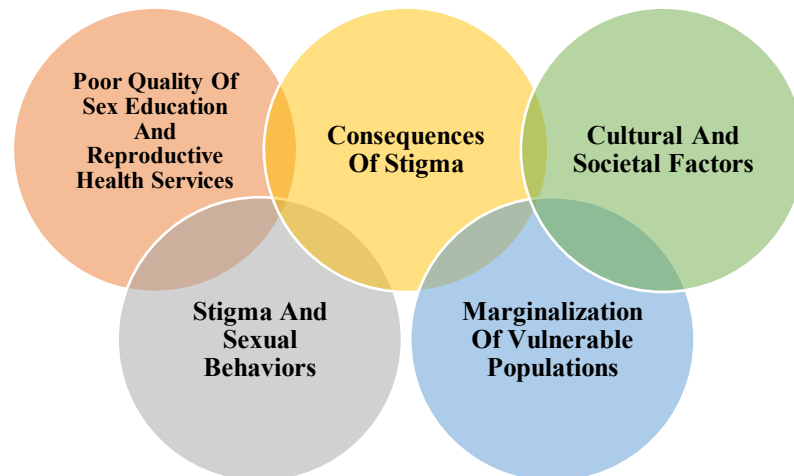 Poor Quality Of
Sex Education
And
Reproductive
Health Services
Consequences
Of Stigma
Cultural And
Societal Factors
Stigma And
Sexual
Behaviors
Marginalization
Of Vulnerable
Populations